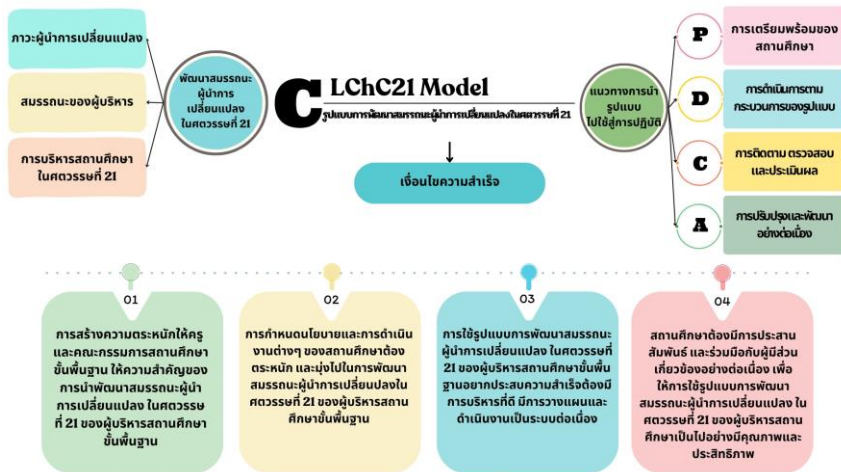 ภาวะผู้นำการเปลี่ยนแปลง
สมรรถนะของผู้บริหาร
การบริหารสถานศึกษา
ในศตวรรษที่ 21
พัฒนาสมรรถนะ
ผู้นำการ
เปลี่ยนแปลง
ในศตวรรษที่ 21
C LChC21 Model
รูปแบบการพัฒนาสมรรถนะผู้นำการเปลี่ยนแปลงในศตวรรษที่ 21
เงื่อนไขความสำเร็จ
แนวทางการนำ
รูปแบบ
ไปใช้สู่การปฏิบัติ
P
การเตรียมพร้อมของ
สถานศึกษา
D
การดำเนินการตาม
กระบวนการของรูปแบบ
C
การติดตาม ตรวจสอบ
และประเมินผล
A
การปรับปรุงและพัฒนา
อย่างต่อเนื่อง
01
การสร้างความตระหนักให้ครู
และคณะกรรมการสถานศึกษา
ขั้นพื้นฐาน ให้ความสำคัญของ
การนำพัฒนาสมรรถนะผู้นำ
การเปลี่ยนแปลง ในศตวรรษ
ที่ 21 ของผู้บริหารสถานศึกษา
ขั้นพื้นฐาน
02
การกำหนดนโยบายและการดำเนิน
งานต่างๆ ของสถานศึกษาต้อง
ตระหนัก และมุ่งไปในการพัฒนา
สมรรถนะผู้นำการเปลี่ยนปลงใน
ศตวรรษที่ 21 ของผู้บริหารสถาน
ศึกษาขั้นพื้นฐาน
03
การใช้รูปแบบการพัฒนาสมรรถนะ
ผู้นำการเปลี่ยนแปลง ในศตวรรษที่
21 ของผู้บริหารสถานศึกษาขั้นพื้น
ฐานอยากประสบความสำเร็จต้องมี
การบริหารที่ดี มีการวางแผนและ
ดำเนินงานเป็นระบบต่อเนื่อง
04
สถานศึกษาต้องมีการประสาน
สัมพันธ์ และร่วมมือกับผู้มีส่วน
เกี่ยวข้องอย่างต่อเนื่อง เพื่อ
ให้การใช้รูปแบบการพัฒนา
สมรรถนะผู้นำการเปลี่ยนแปลง ใน
ศตวรรษที่ 21 ของผู้บริหารสถาน
ศึกษาเป็นไปอย่างมีคุณภาพและ
ประสิทธิภาพ